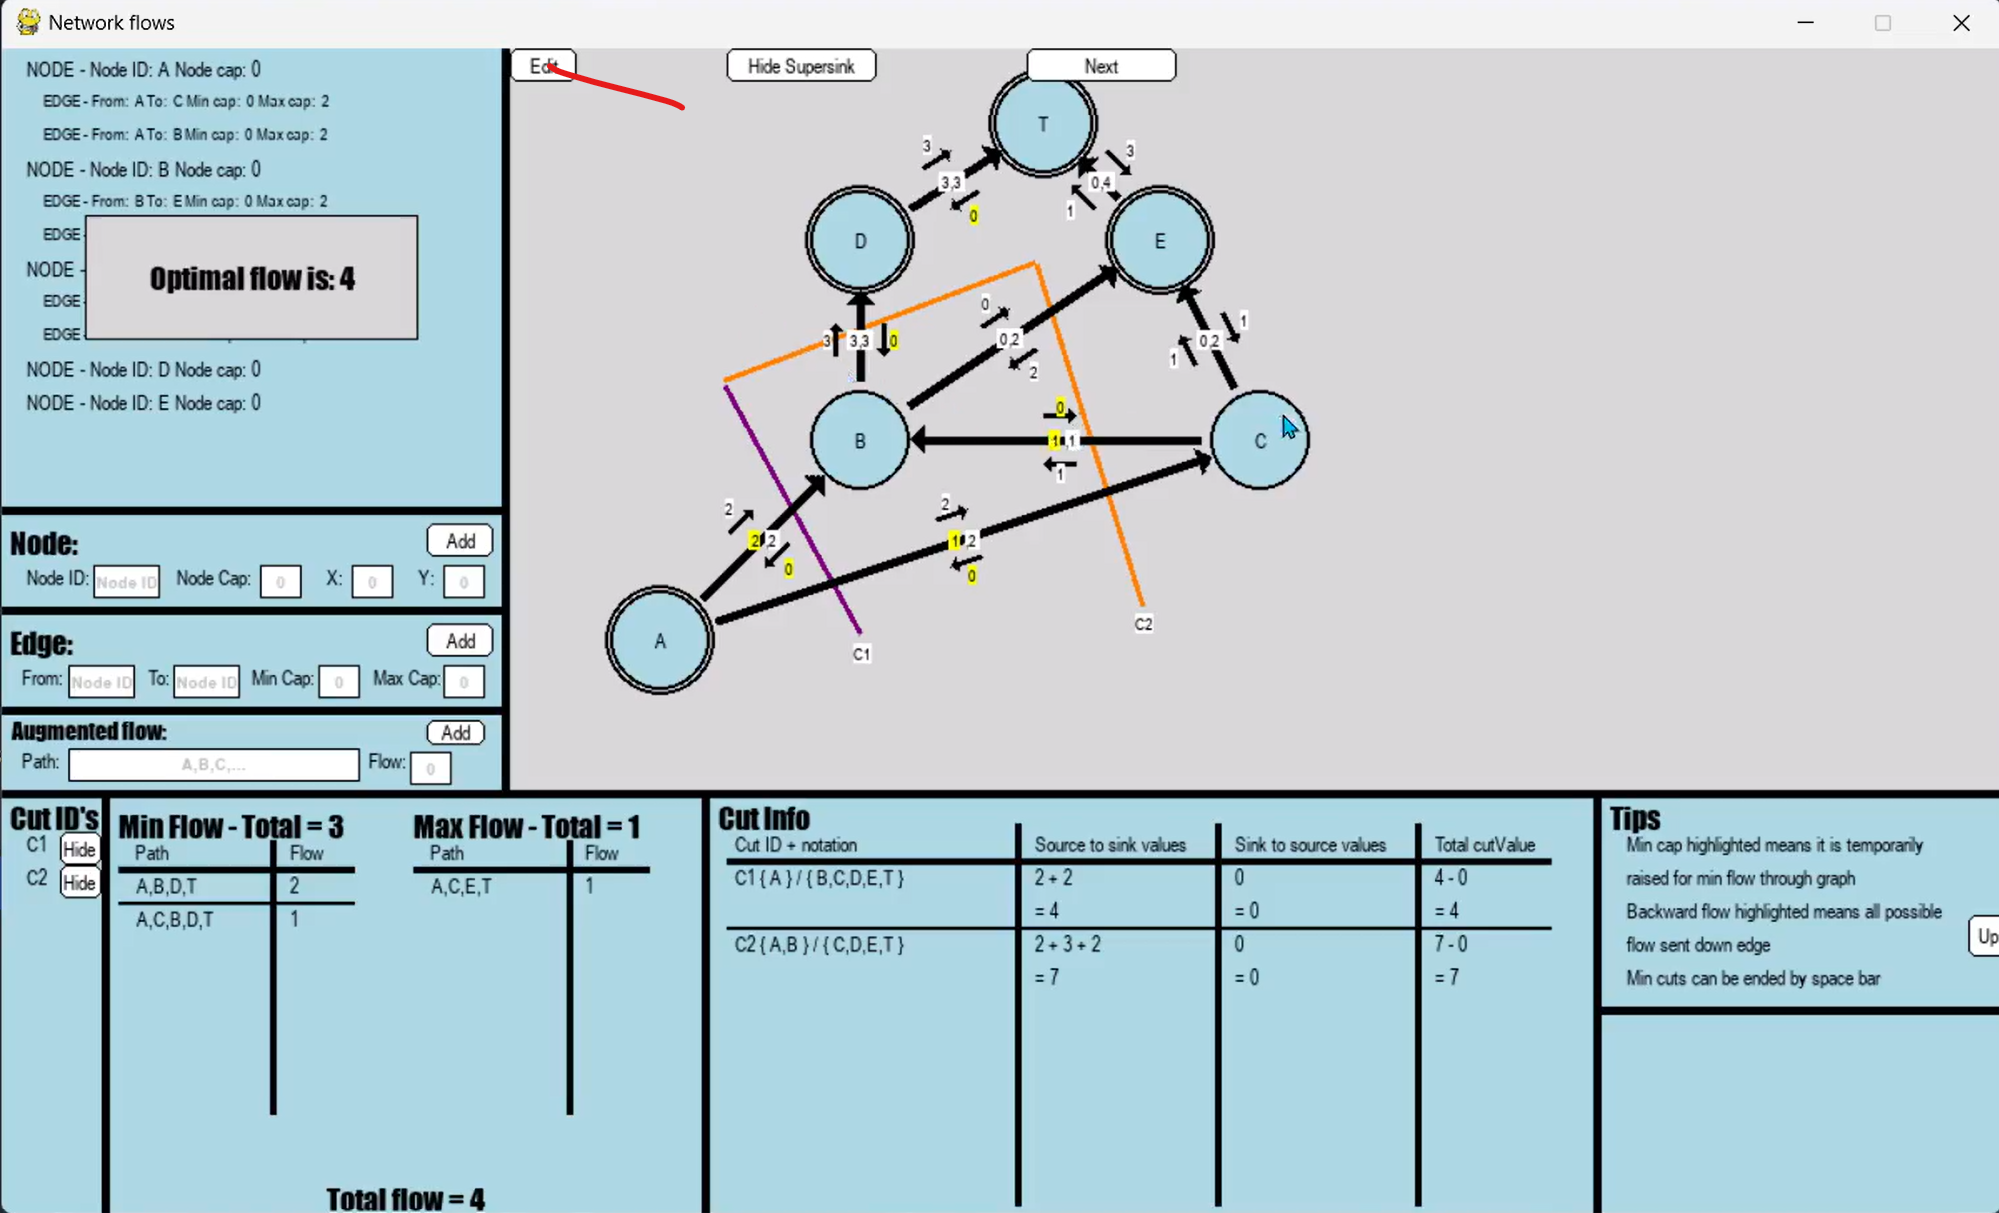 Network flows
NODE - Node ID: A Node cap: 0
EDGE - From: A To: C Min cap: 0 Max cap: 2
EDGE - From: A To: B Min cap: 0 Max cap: 2
NODE - Node ID: B Node cap: 0
EDGE - From: B To: E Min cap: 0 Max cap: 2
EDGE
NODE -
EDGE
EDGE
Optimal flow is: 4
NODE - Node ID: D Node cap: 0
NODE - Node ID: E Node cap: 0
Node:
Add
Node ID: Node ID Node Cap: 0 X: 0 Y: 0
Edge:
Add
From: Node ID To: Node ID Min Cap: 0 Max Cap: 0
Augmented flow:
Add
Path: A,B,C,... Flow: 0
Edit
Hide Supersink
Next
T
3
3,3
0
3
0,4
1
D
E
3
3,3
0
0
0,2
2
1
0,2
1
B
0
1,1
1
C
2
2,2
0
2
1,2
0
A
C1
C2
Cut ID's
C1 Hide
C2 Hide
Min Flow - Total = 3
Path Flow
A,B,D,T 2
A,C,B,D,T 1
Max Flow - Total = 1
Path Flow
A,C,E,T 1
Total flow = 4
Cut Info
Cut ID + notation Source to sink values Sink to source values Total cutValue
C1 { A } / { B,C,D,E,T } 2 + 2 0 4 - 0
= 4 = 0 = 4
C2 { A,B } / { C,D,E,T } 2 + 3 + 2 0 7 - 0
= 7 = 0 = 7
Tips
Min cap highlighted means it is temporarily
raised for min flow through graph
Backward flow highlighted means all possible
flow sent down edge
Min cuts can be ended by space bar
Up